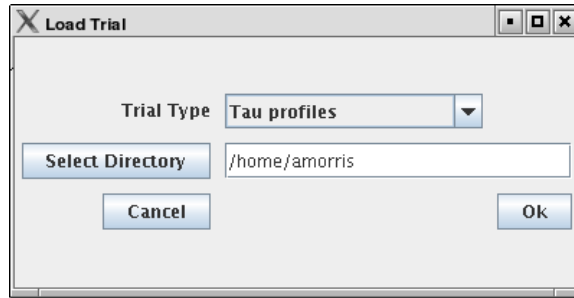 Load Trial
Trial Type Tau profiles
Select Directory /home/amorris
Cancel Ok